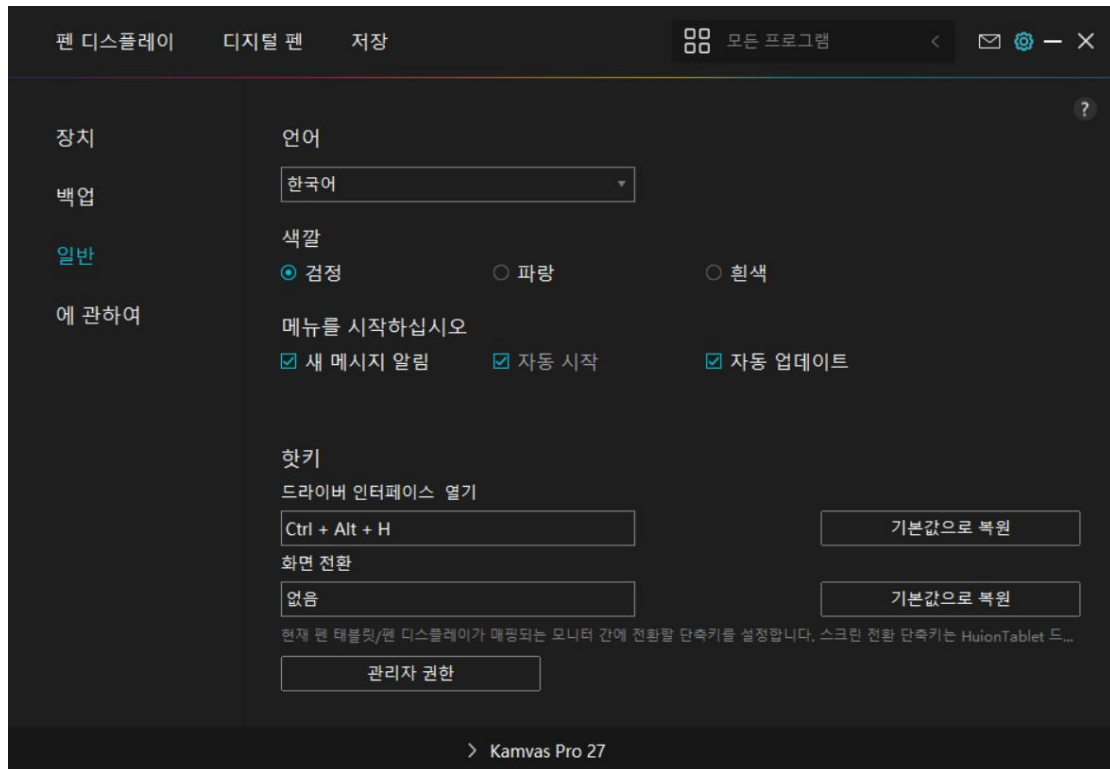 펜 디스플레이 디지털 펜 저장 모든 프로그램
?
장치
백업
일반
에 관하여
언어
한국어
색깔
검정 파랑 흰색
메뉴를 시작하십시오
새 메시지 알림 자동 시작 자동 업데이트
핫키
드라이버 인터페이스 열기
Ctrl + Alt + H 기본값으로 복원
화면 전환
없음 기본값으로 복원
현재 펜 태블릿/펜 디스플레이가 매핑되는 모니터 간에 전환할 단축키를 설정합니다. 스크린 전환 단축키는 HuionTablet 드...
관리자 권한
Kamvas Pro 27